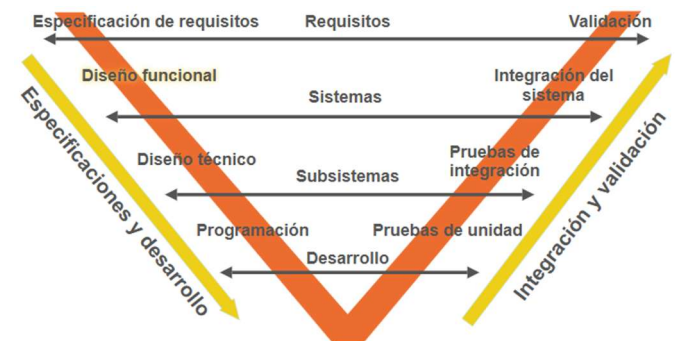 Especificación de requisitos Requisitos Validación
Diseño funcional Integración del
sistema
Sistemas
Diseño técnico Pruebas de
integración
Subsistemas
Programación Pruebas de unidad
Desarrollo
Especificaciones y desarrollo
Integración y validación